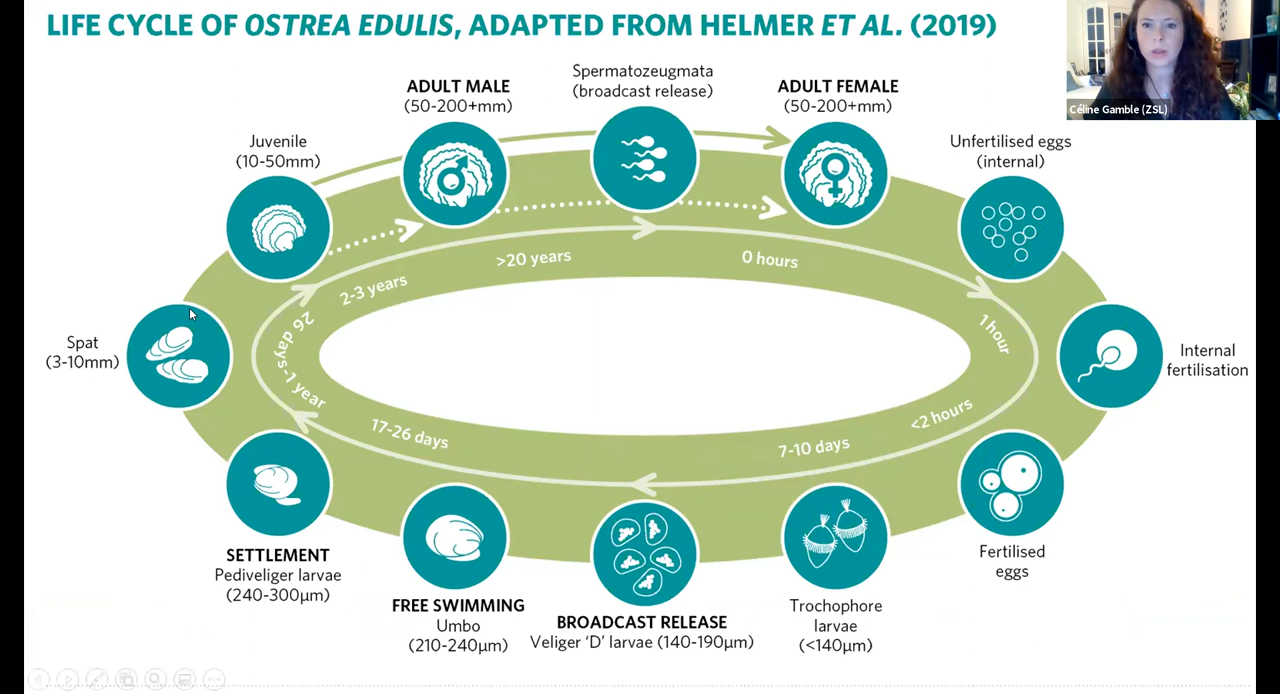 LIFE CYCLE OF OSTREA EDULIS, ADAPTED FROM HELMER ET AL. (2019)
Céline Gamble (ZSL)
Spermatozeugmata
(broadcast release)
ADULT MALE
(50-200+mm)
ADULT FEMALE
(50-200+mm)
Juvenile
(10-50mm)
Unfertilised eggs
(internal)
>20 years
0 hours
2-3 years
1 hour
26 days-1 year
Spat
(3-10mm)
Internal
fertilisation
<2 hours
17-26 days
7-10 days
SETTLEMENT
Pediveliger larvae
(240-300µm)
FREE SWIMMING
Umbo
(210-240µm)
BROADCAST RELEASE
Veliger ‘D’ larvae (140-190µm)
Trochophore
larvae
(<140µm)
Fertilised
eggs